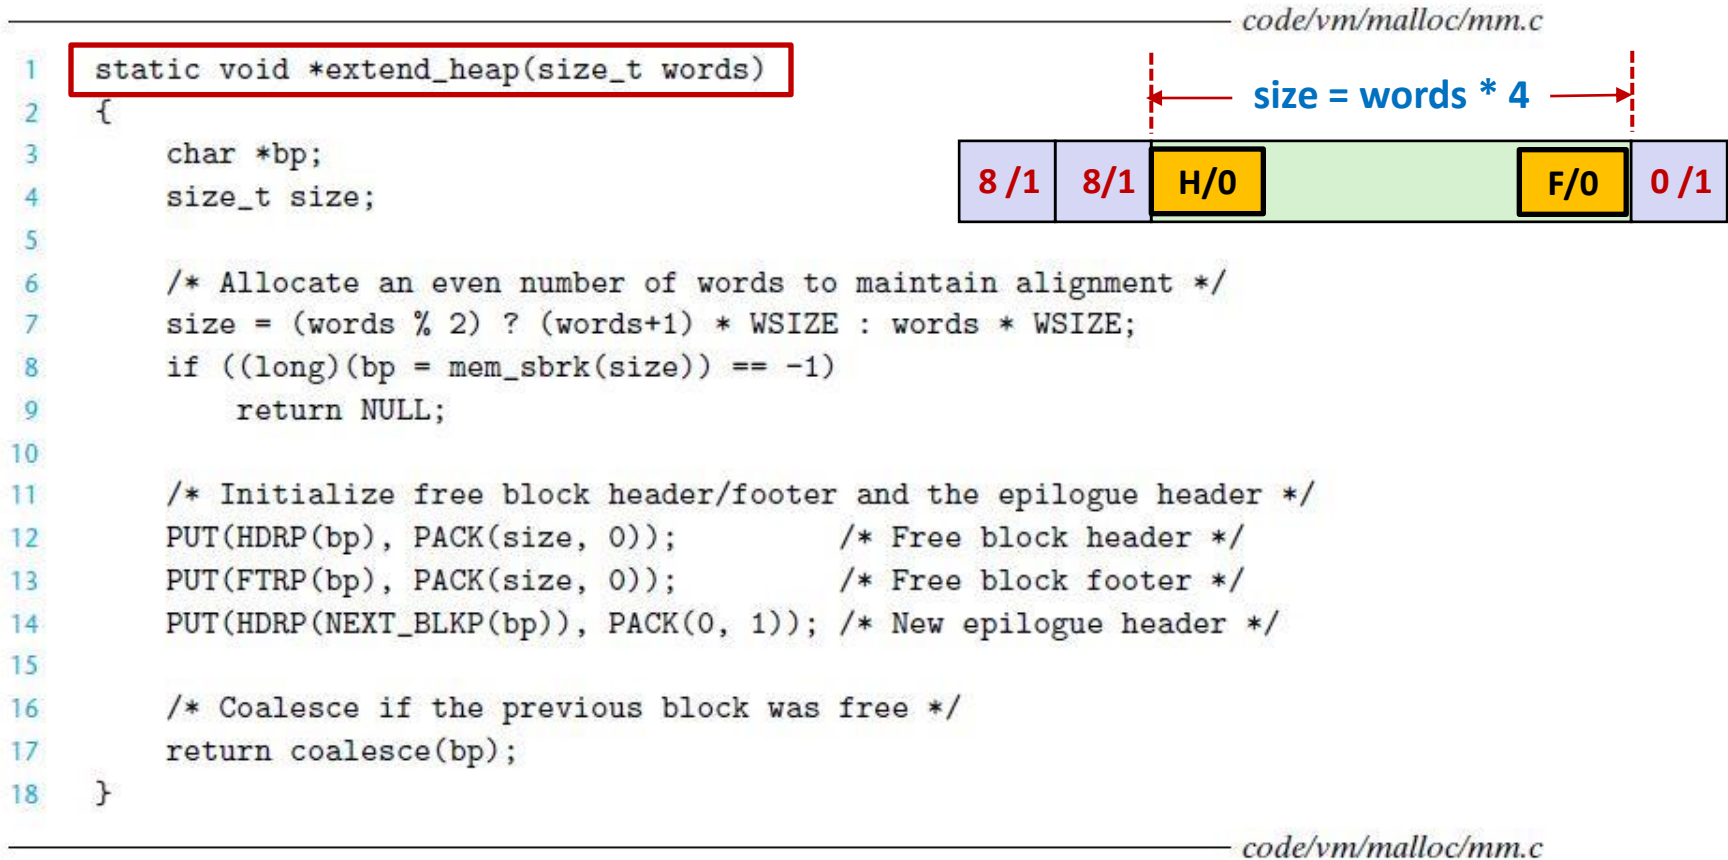 code/vm/malloc/mm.c
1 static void *extend_heap(size_t words)
2 {
3 char *bp;
4 size_t size;
5
6 /* Allocate an even number of words to maintain alignment */
7 size = (words % 2) ? (words+1) * WSIZE : words * WSIZE;
8 if ((long)(bp = mem_sbrk(size)) == -1)
9 return NULL;
10
11 /* Initialize free block header/footer and the epilogue header */
12 PUT(HDRP(bp), PACK(size, 0)); /* Free block header */
13 PUT(FTRP(bp), PACK(size, 0)); /* Free block footer */
14 PUT(HDRP(NEXT_BLKP(bp)), PACK(0, 1)); /* New epilogue header */
15
16 /* Coalesce if the previous block was free */
17 return coalesce(bp);
18 }
size = words * 4
8 /1 8/1 H/0 F/0 0 /1
code/vm/malloc/mm.c